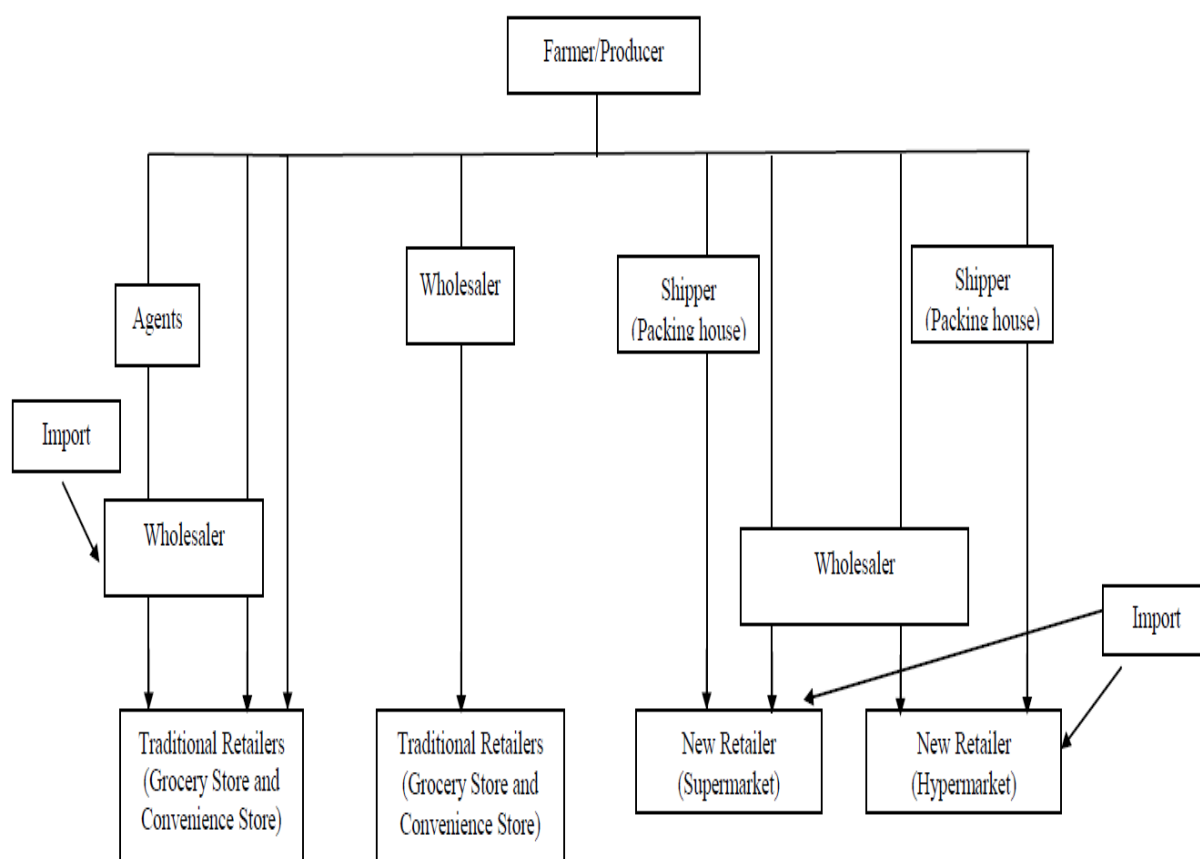 Farmer/Producer
Wholesaler
Shipper
(Packing house)
Shipper
(Packing house)
Agents
Import
Wholesaler
Wholesaler
Import
Traditional Retailers
(Grocery Store and
Convenience Store)
Traditional Retailers
(Grocery Store and
Convenience Store)
New Retailer
(Supermarket)
New Retailer
(Hypermarket)